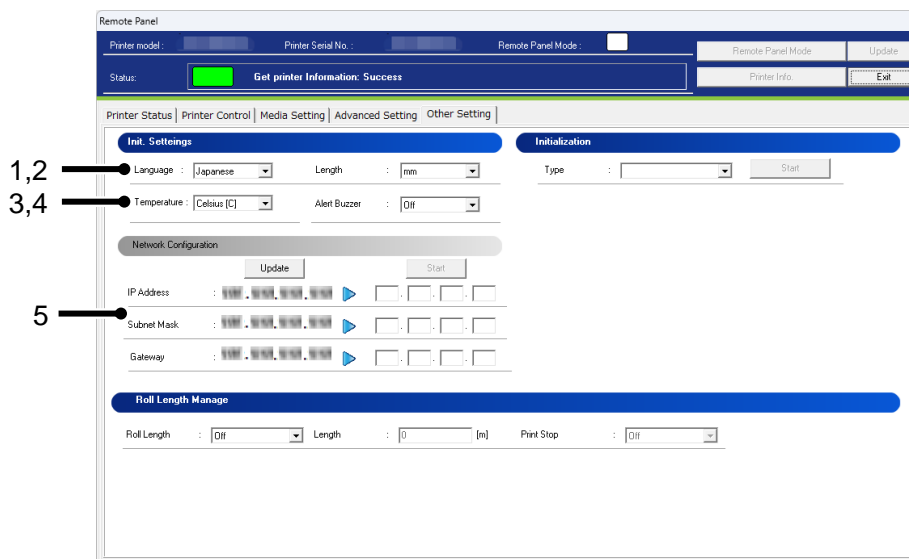 Remote Panel
Printer model : Printer Serial No. : Remote Panel Mode : Remote Panel Mode Update
Status: Get printer Information: Success Printer Info. Exit
Printer Status Printer Control Media Setting Advanced Setting Other Setting
Init. Setteings Initialization
1,2 Language : Japanese Length : mm Type : Start
3,4 Temperature : Celsius [C] Alert Buzzer : Off
Network Configuration
Update Start
IP Address : . . . . . .
5
Subnet Mask : . . . . . .
Gateway : . . . . . .
Roll Length Manage
Roll Length : Off Length : 0 [m] Print Stop : Off